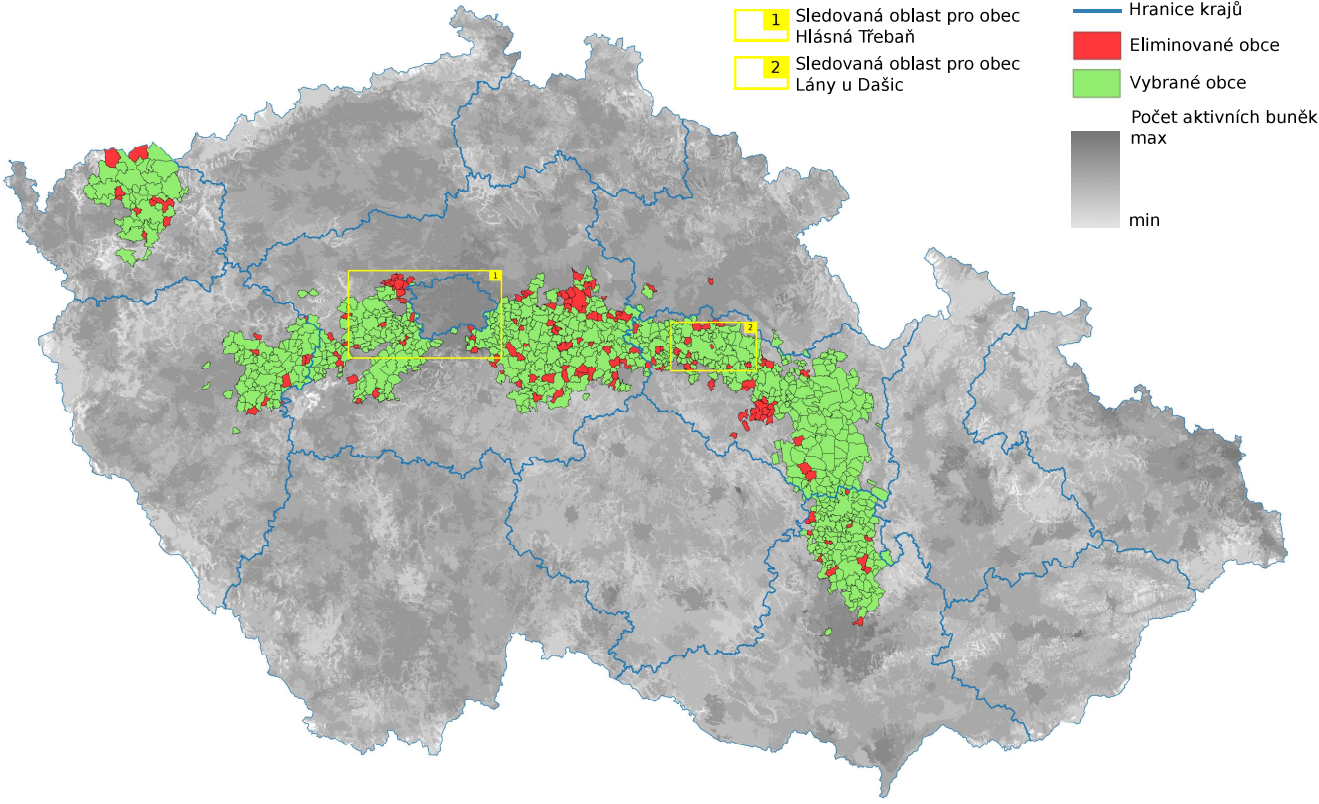 1 Sledovaná oblast pro obec
Hlásná Třebaň
2 Sledovaná oblast pro obec
Lány u Dašic
Hranice krajů
Eliminované obce
Vybrané obce
Počet aktivních buněk
max
min
1
2